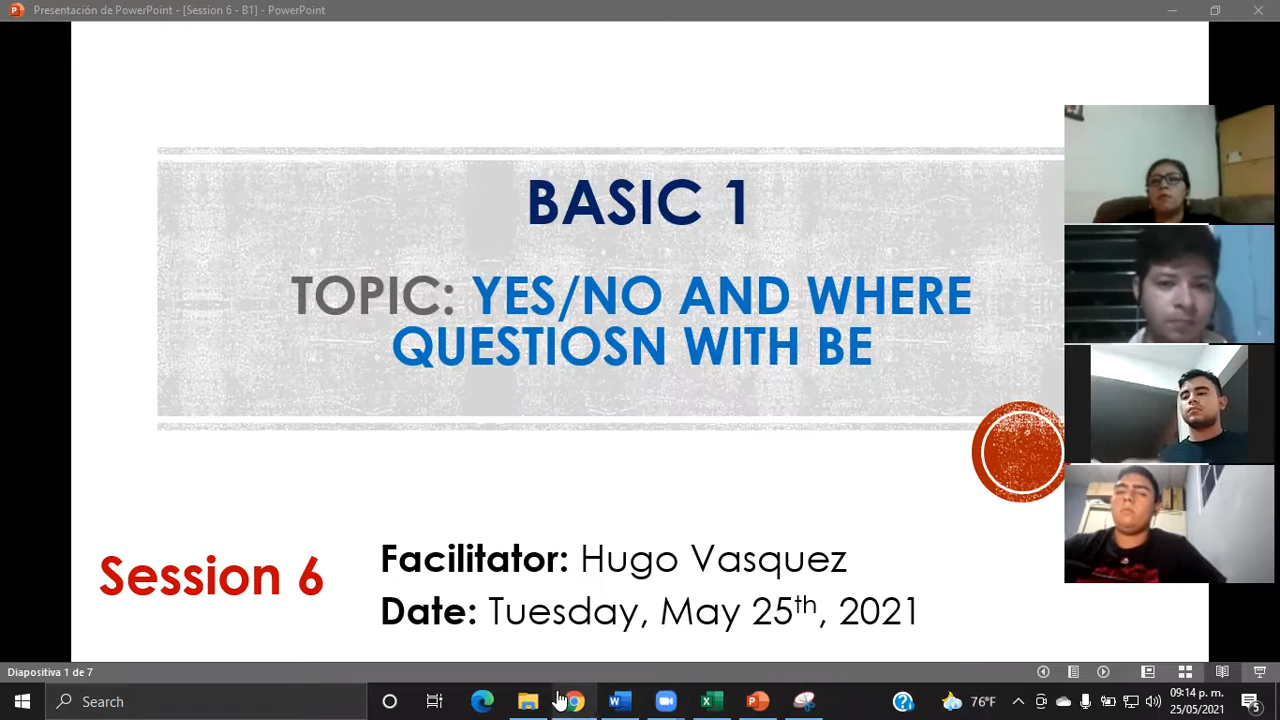 Presentación de PowerPoint - [Session 6 - B1] - PowerPoint
BASIC 1
TOPIC: YES/NO AND WHERE
QUESTIOSN WITH BE
Session 6
Facilitator: Hugo Vasquez
Date: Tuesday, May 25th, 2021
Diapositiva 1 de 7
Search
76°F
09:14 p. m.
25/05/2021
5